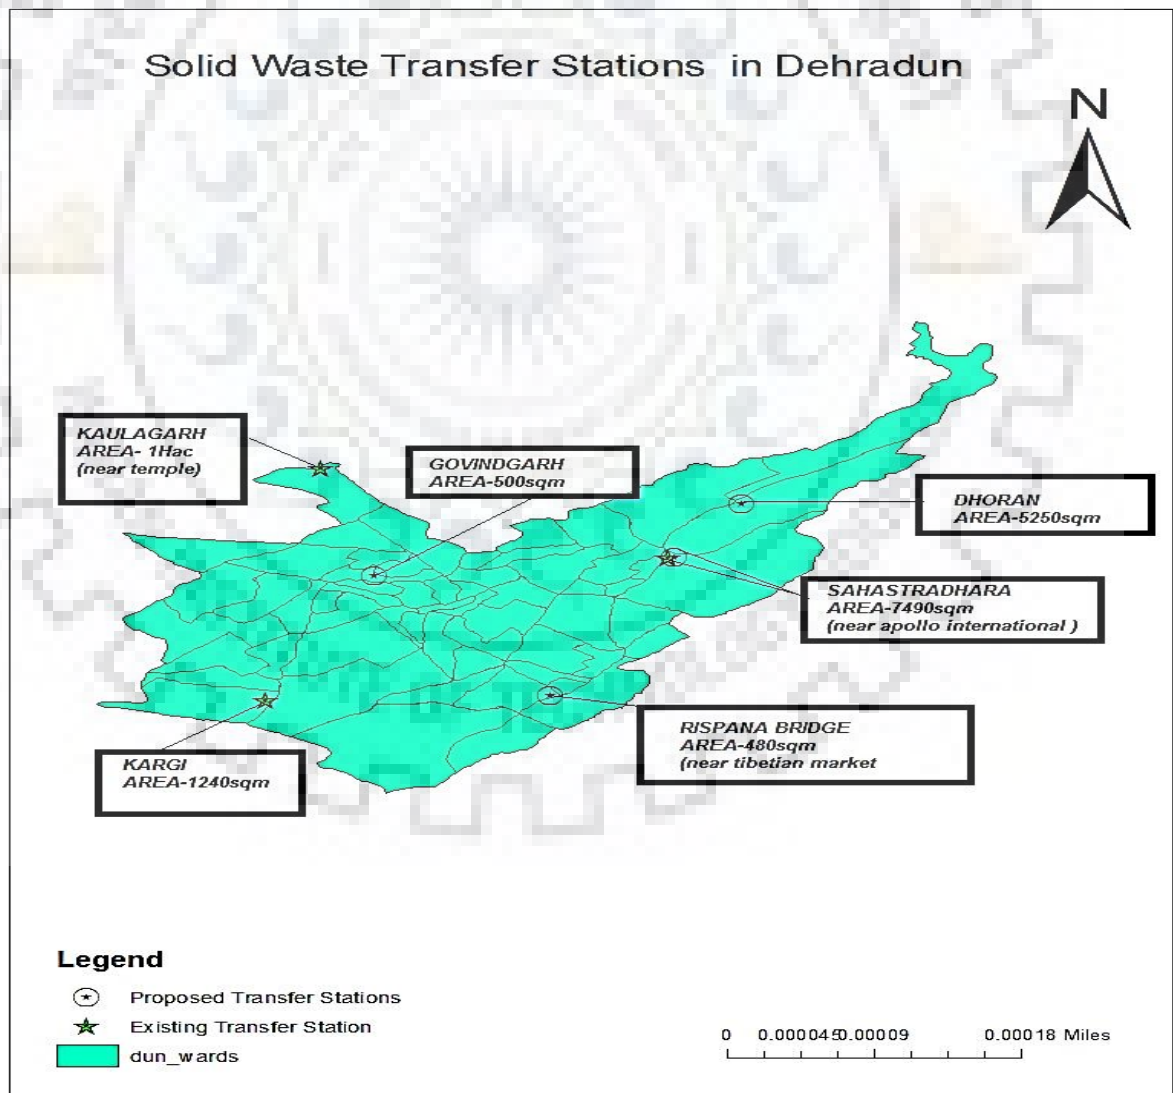 Solid Waste Transfer Stations in Dehradun
N
KAULAGARH
AREA- 1Hac
(near temple)
GOVINDGARH
AREA-500sqm
DHORAN
AREA-5250sqm
SAHASTRADHARA
AREA-7490sqm
(near apollo international )
RISPANA BRIDGE
AREA-480sqm
(near tibetian market
KARGI
AREA-1240sqm
Legend
Proposed Transfer Stations
Existing Transfer Station
dun_wards
0 0.000045 0.00009 0.00018 Miles